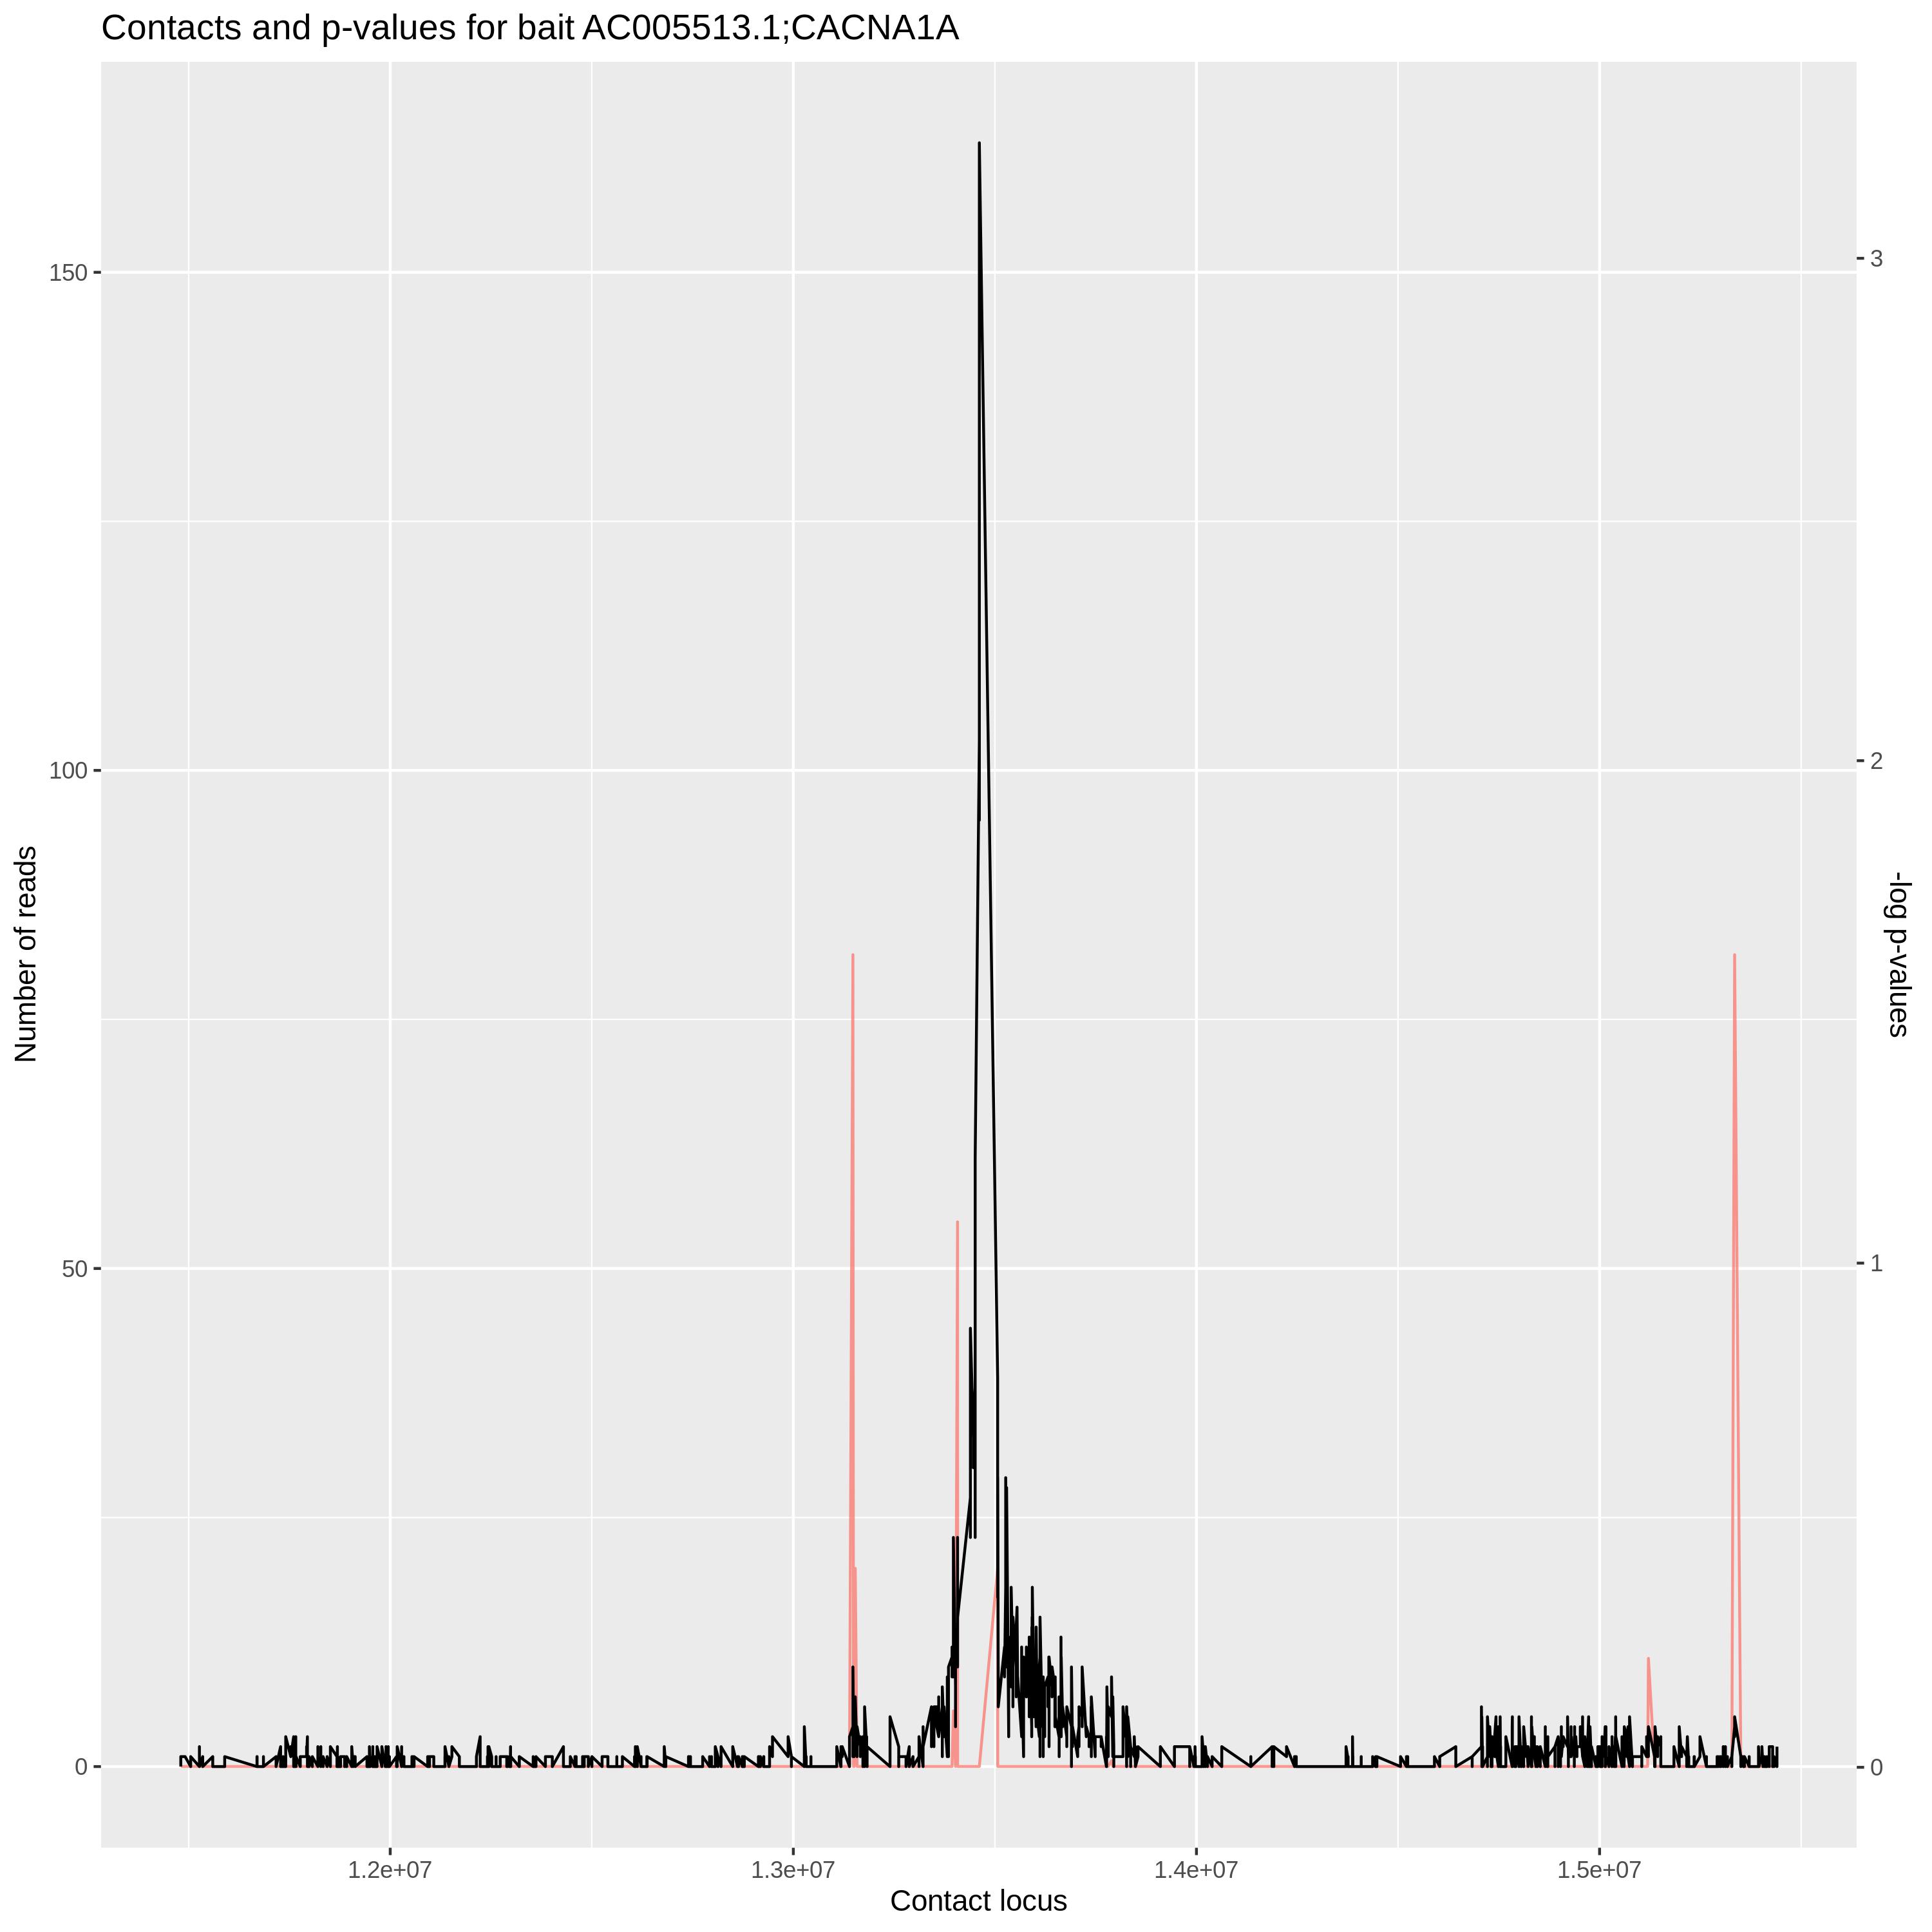 Contacts and p-values for bait AC005513.1;CACNA1A
150
100
50
0
Number of reads
3
2
1
0
-log p-values
1.2e+07
1.3e+07
1.4e+07
1.5e+07
Contact locus